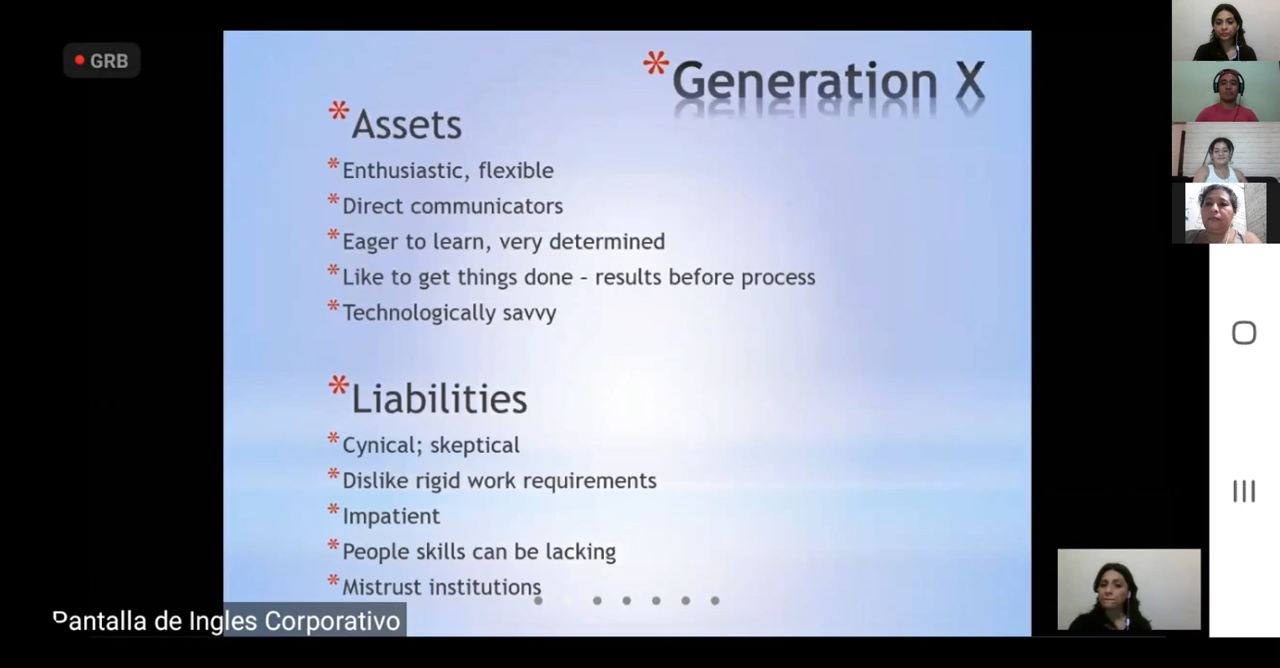 GRB
*Generation X
*Assets
*Enthusiastic, flexible
*Direct communicators
*Eager to learn, very determined
*Like to get things done – results before process
*Technologically savvy
*Liabilities
*Cynical; skeptical
*Dislike rigid work requirements
*Impatient
*People skills can be lacking
*Mistrust institutions
Pantalla de Ingles Corporativo